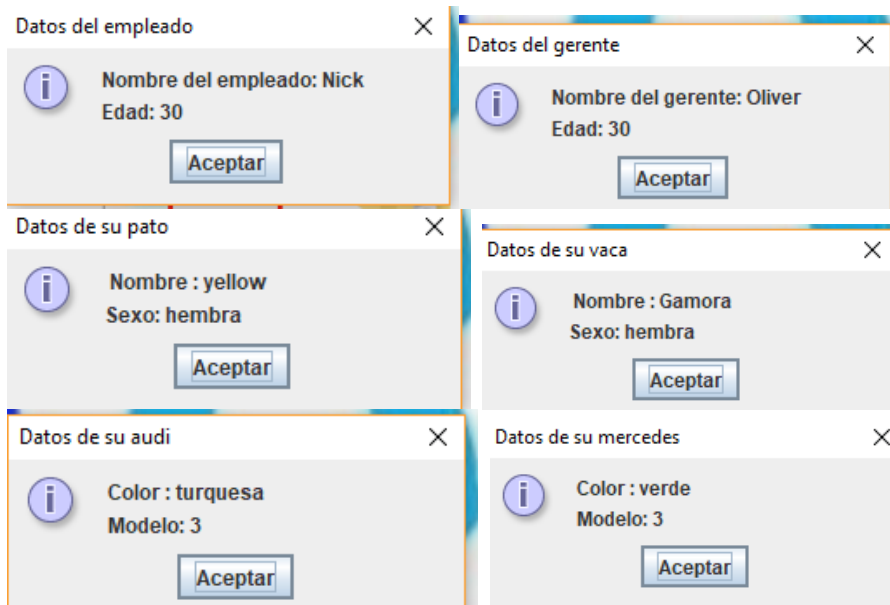 Datos del empleado
Nombre del empleado: Nick
Edad: 30
Aceptar
Datos del gerente
Nombre del gerente: Oliver
Edad: 30
Aceptar
Datos de su pato
Nombre : yellow
Sexo: hembra
Aceptar
Datos de su vaca
Nombre : Gamora
Sexo: hembra
Aceptar
Datos de su audi
Color : turquesa
Modelo: 3
Aceptar
Datos de su mercedes
Color : verde
Modelo: 3
Aceptar